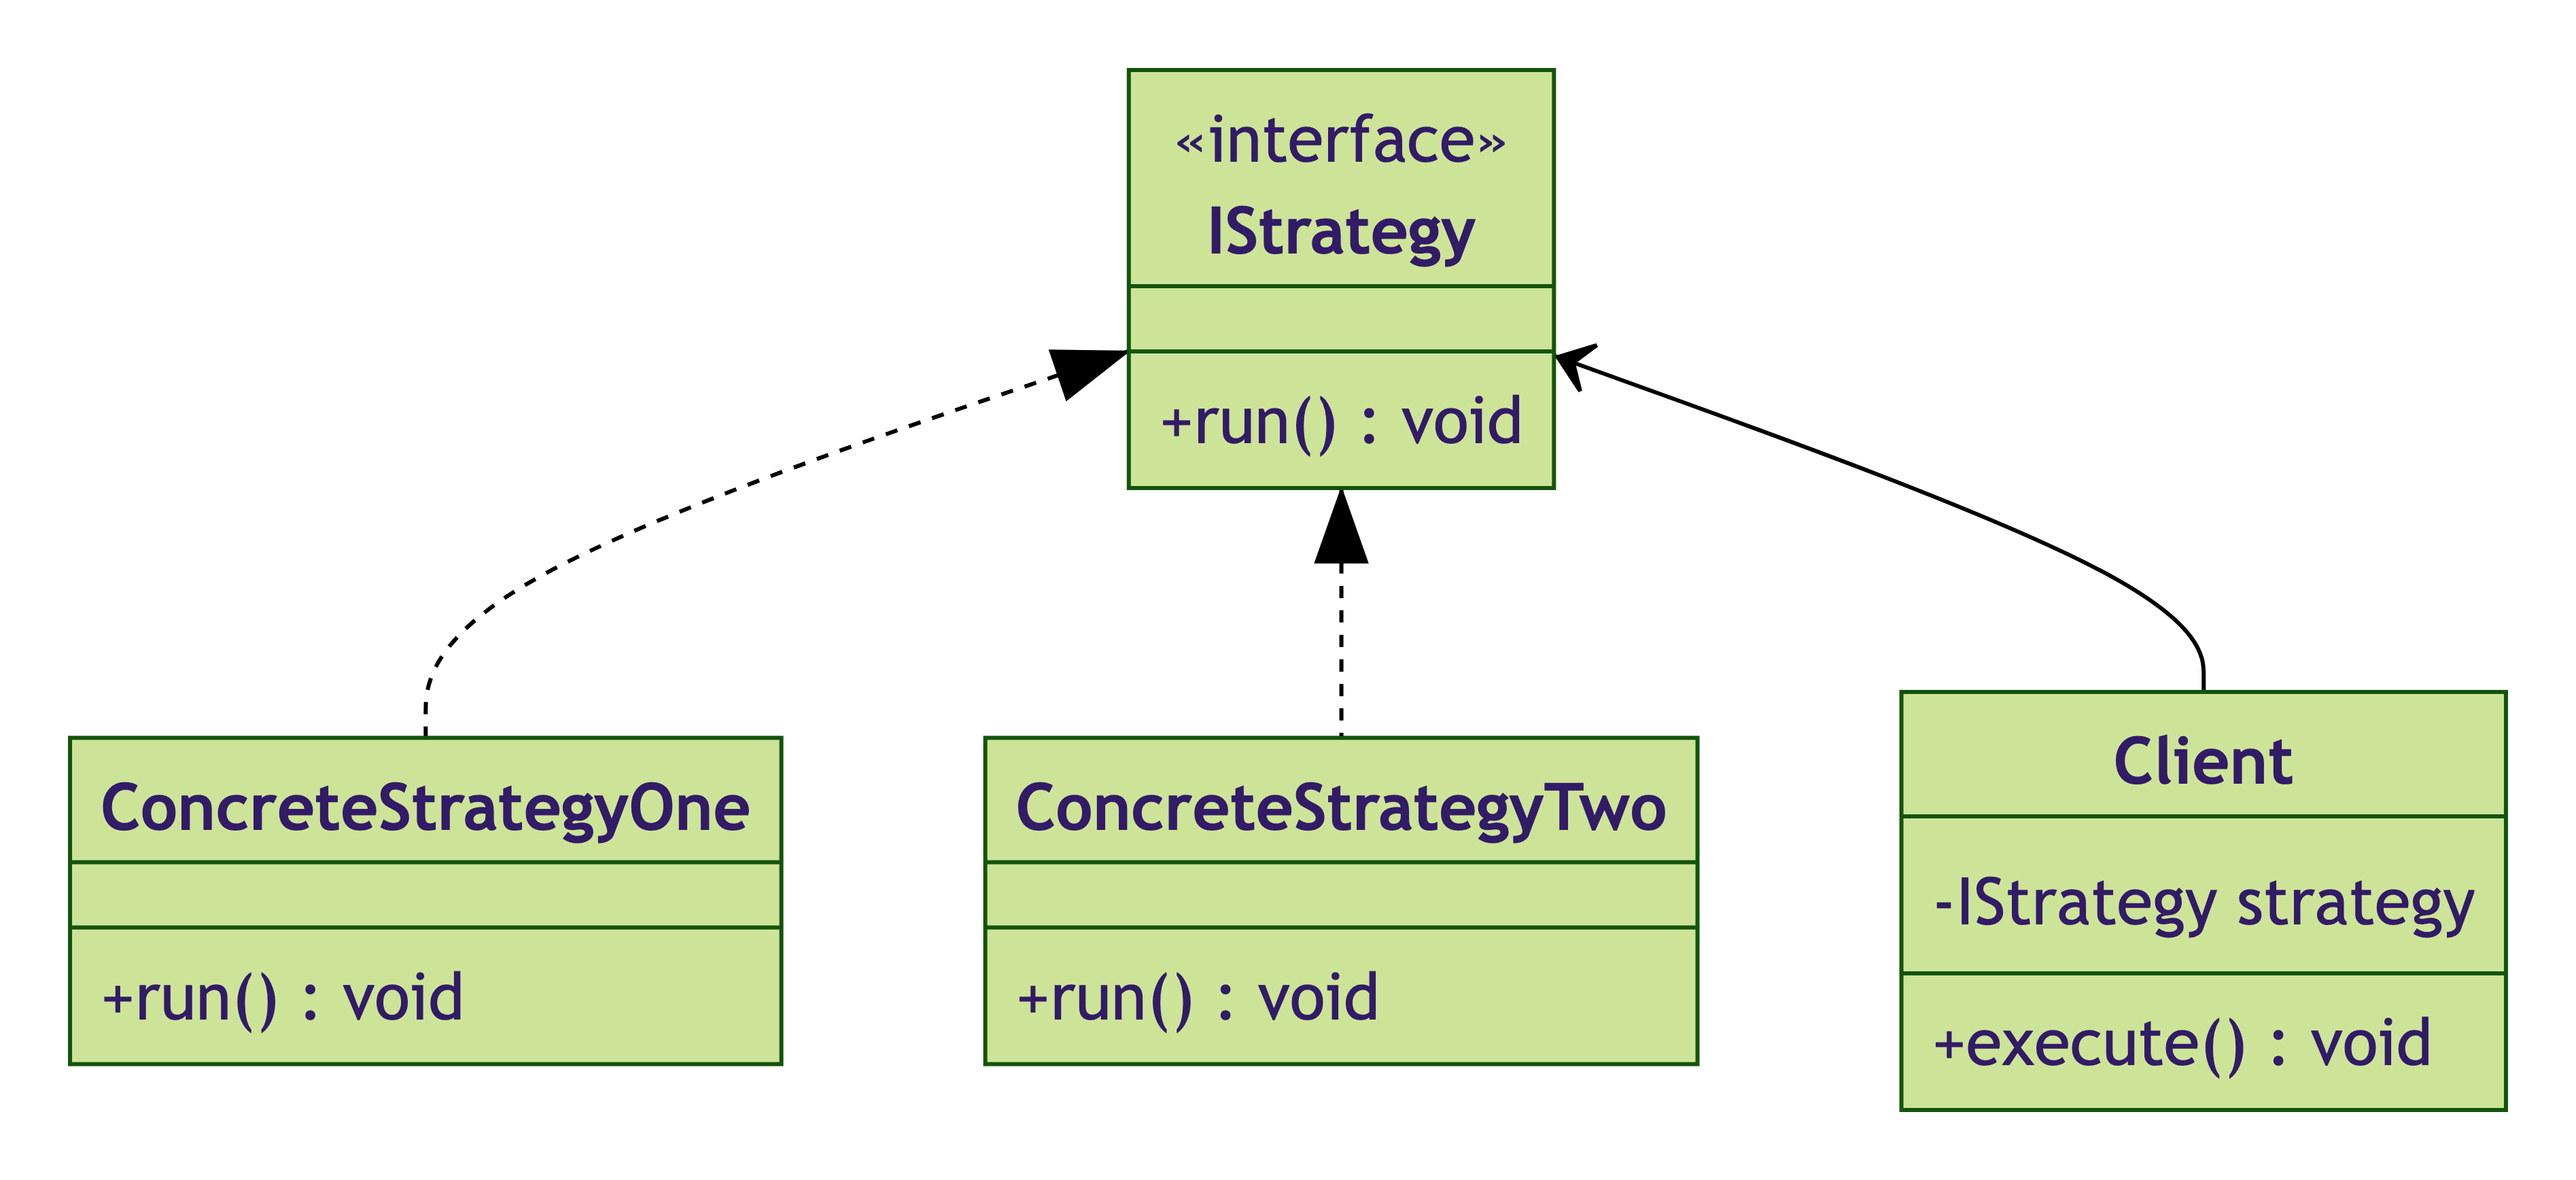 «interface»
IStrategy
+run() : void
ConcreteStrategyOne
+run() : void
ConcreteStrategyTwo
+run() : void
Client
-IStrategy strategy
+execute() : void